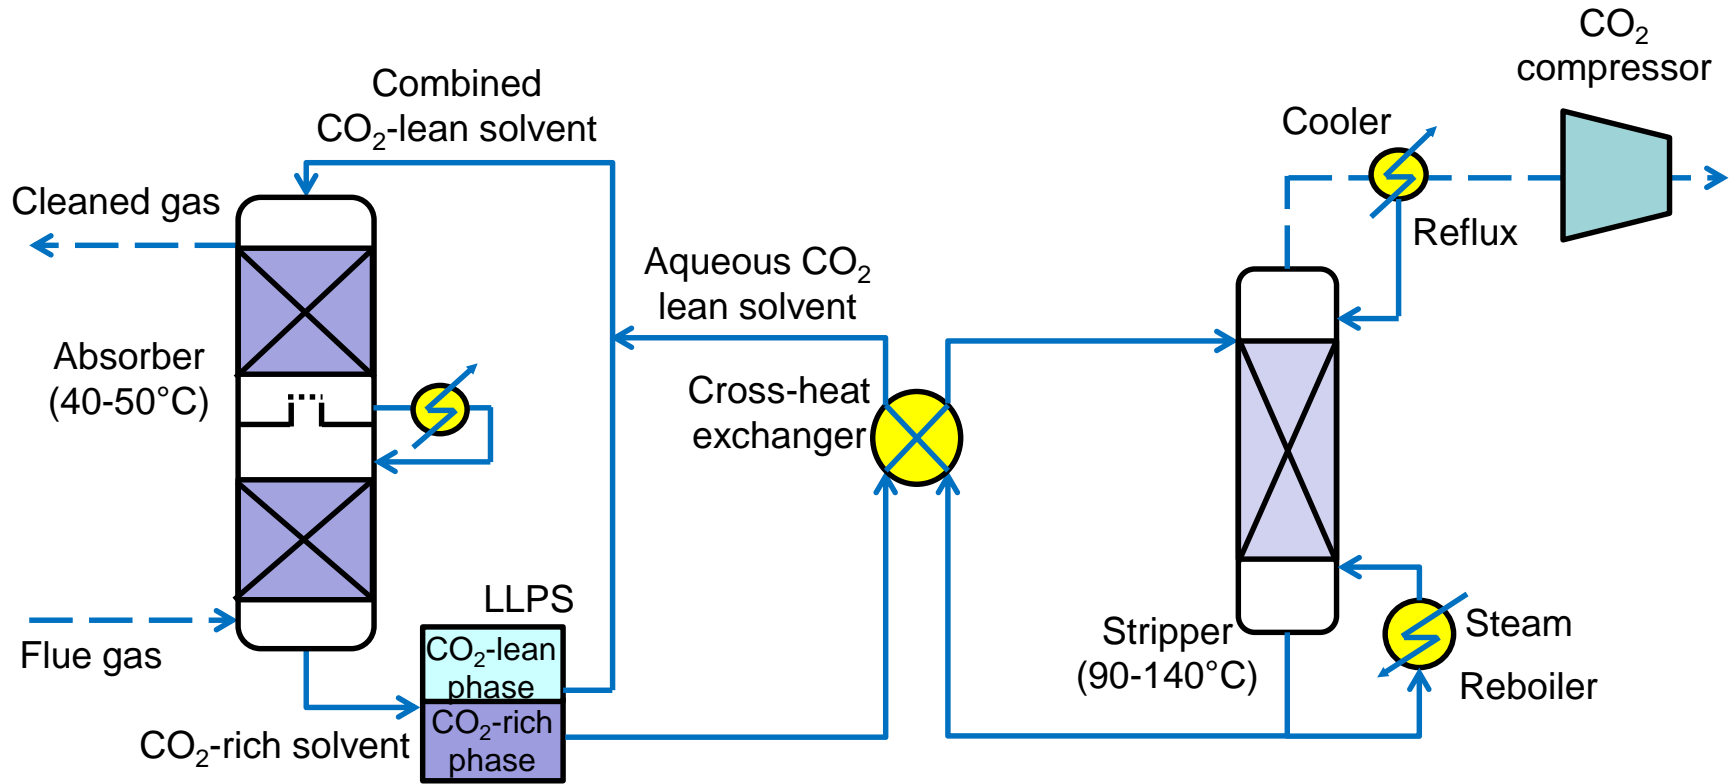 CO₂
compressor
Combined
CO₂-lean solvent
Cooler
Cleaned gas
Reflux
Aqueous CO₂
lean solvent
Absorber
(40-50°C)
Cross-heat
exchanger
LLPS
Flue gas
CO₂-lean
phase
CO₂-rich
phase
CO₂-rich solvent
Stripper
(90-140°C)
Steam
Reboiler